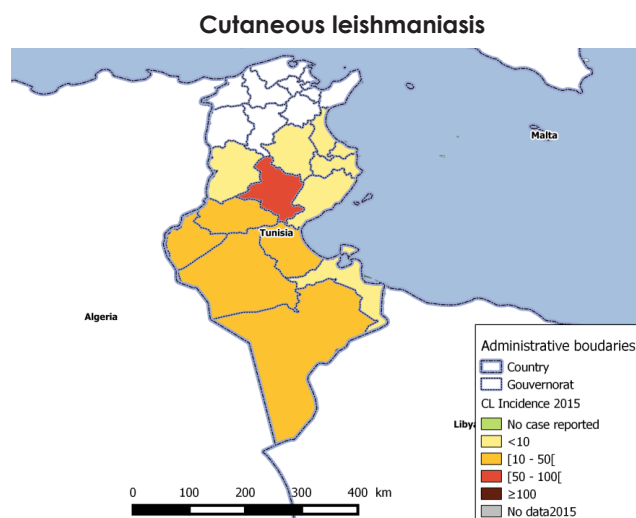 Cutaneous leishmaniasis
Malta
Tunisia
Algeria
Administrative boudaries
Country
Gouvernorat
CL Incidence 2015
No case reported
Liby
<10
[10 - 50[
[50 - 100[
≥100
No data2015
0 100 200 300 400 km